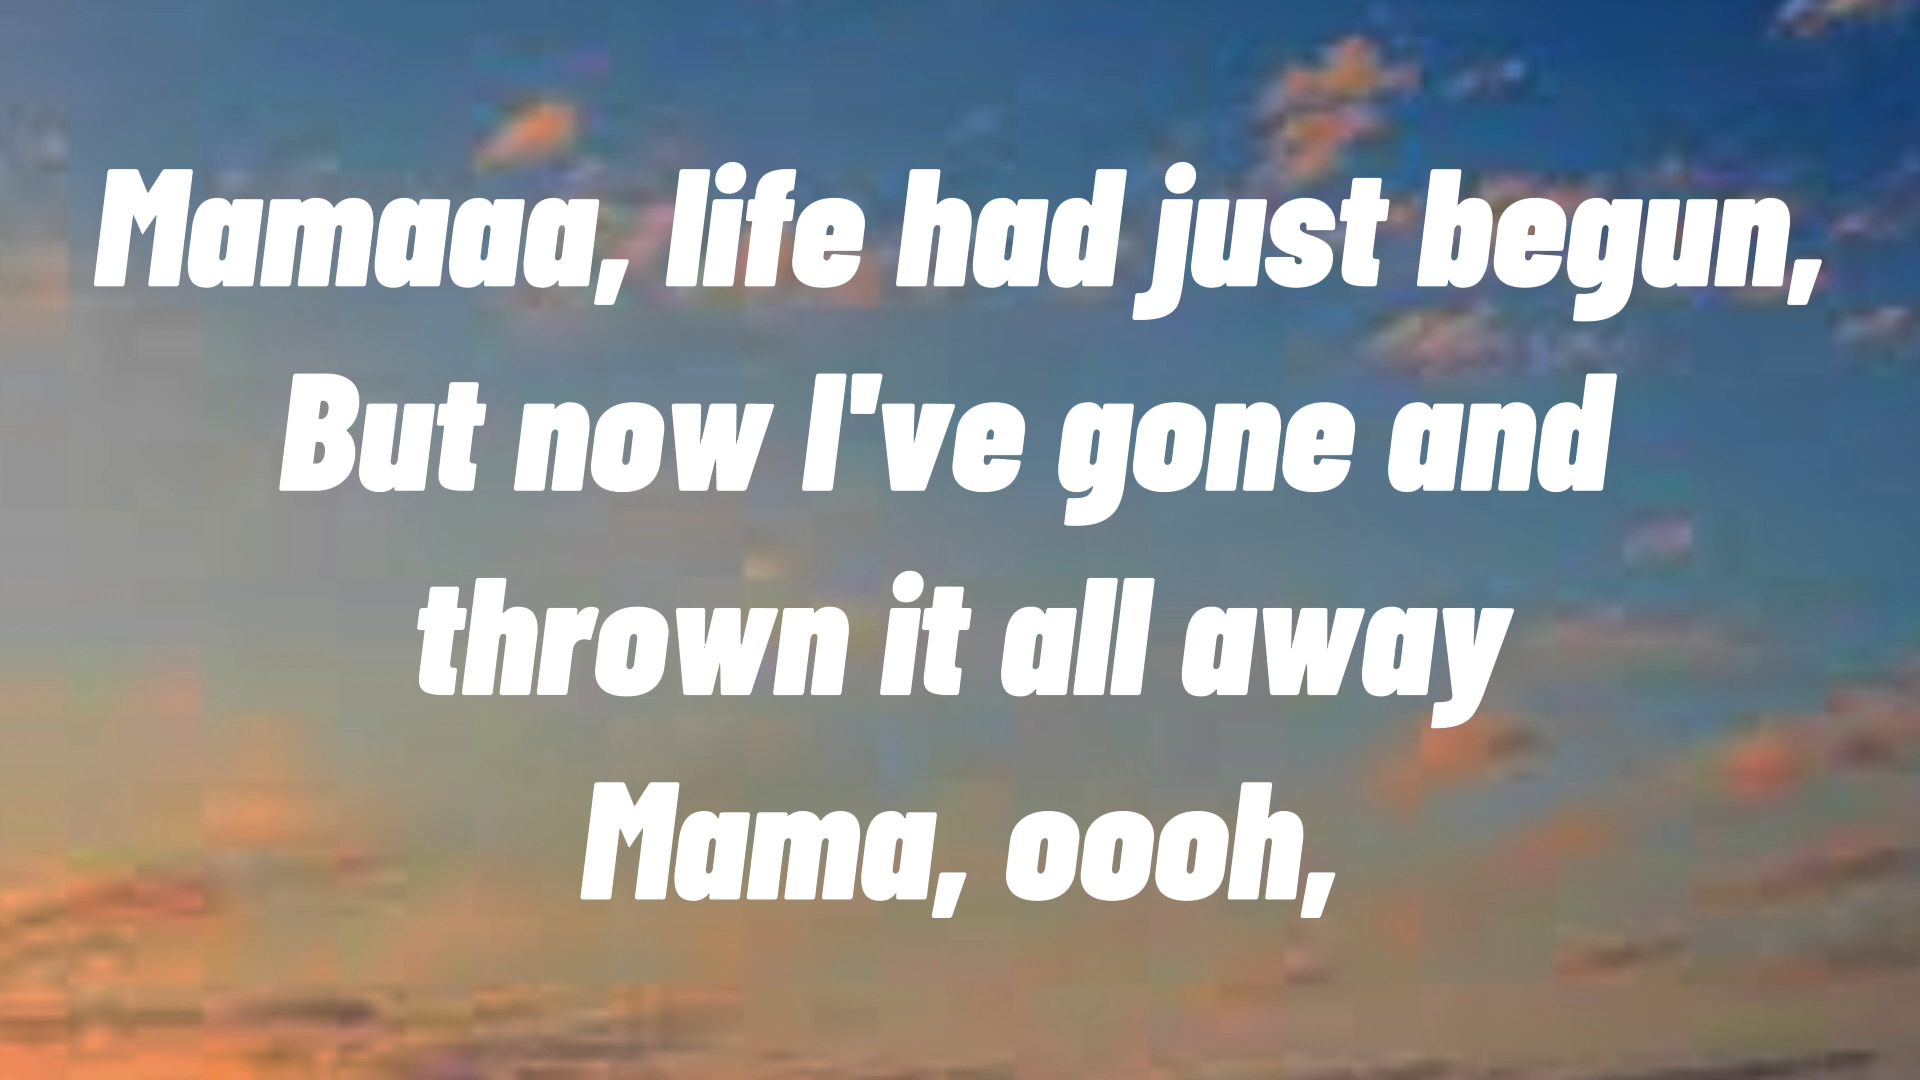 Mamaaa, life had just begun,
But now I've gone and
thrown it all away
Mama, oooh,